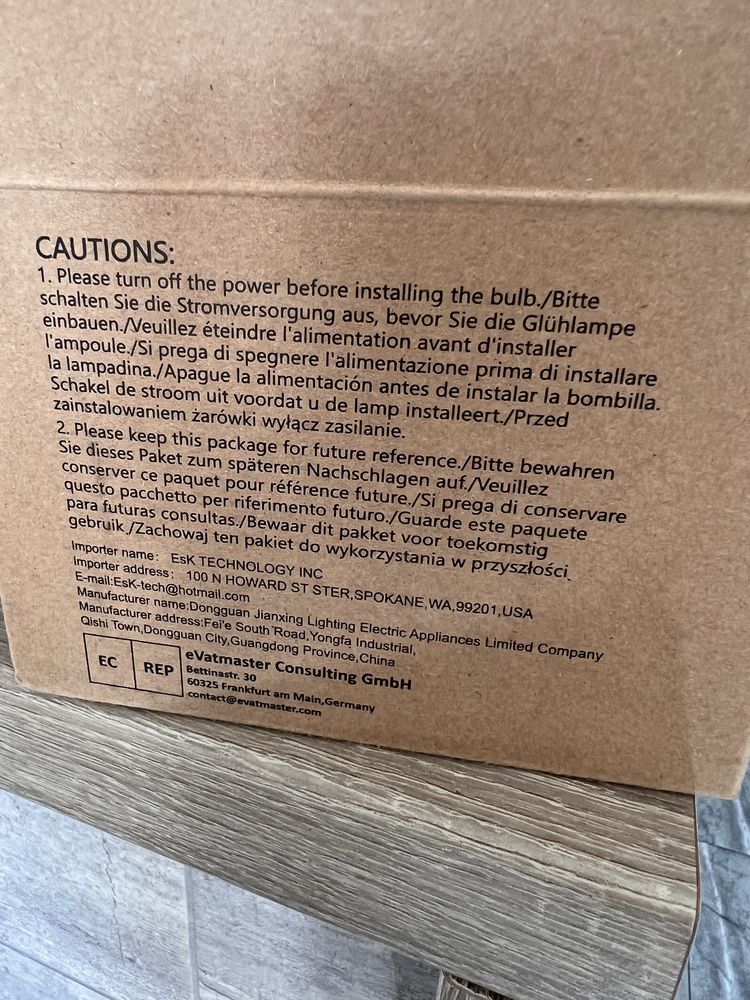 CAUTIONS:
1. Please turn off the power before installing the bulb./Bitte
schalten Sie die Stromversorgung aus, bevor Sie die Glühlampe
einbauen./Veuillez éteindre l'alimentation avant d'installer
l'ampoule./Si prega di spegnere l'alimentazione prima di installare
la lampadina./Apague la alimentación antes de instalar la bombilla.
Schakel de stroom uit voordat u de lamp installeert./Przed
zainstalowaniem żarówki wyłącz zasilanie.
2. Please keep this package for future reference./Bitte bewahren
Sie dieses Paket zum späteren Nachschlagen auf./Veuillez
conserver ce paquet pour référence future./Si prega di conservare
questo pacchetto per riferimento futuro./Guarde este paquete
para futuras consultas./Bewaar dit pakket voor toekomstig
gebruik./Zachowaj ten pakiet do wykorzystania w przyszłości.
Importer name: EsK TECHNOLOGY INC
Importer address: 100 N HOWARD ST STER,SPOKANE,WA,99201,USA
E-mail:EsK-tech@hotmail.com
Manufacturer name:Dongguan Jianxing Lighting Electric Appliances Limited Company
Manufacturer address:Fei'e South Road,Yongfa Industrial,
Qishi Town,Dongguan City,Guangdong Province,China
EC REP
eVatmaster Consulting GmbH
Bettinastr. 30
60325 Frankfurt am Main,Germany
contact@evatmaster.com